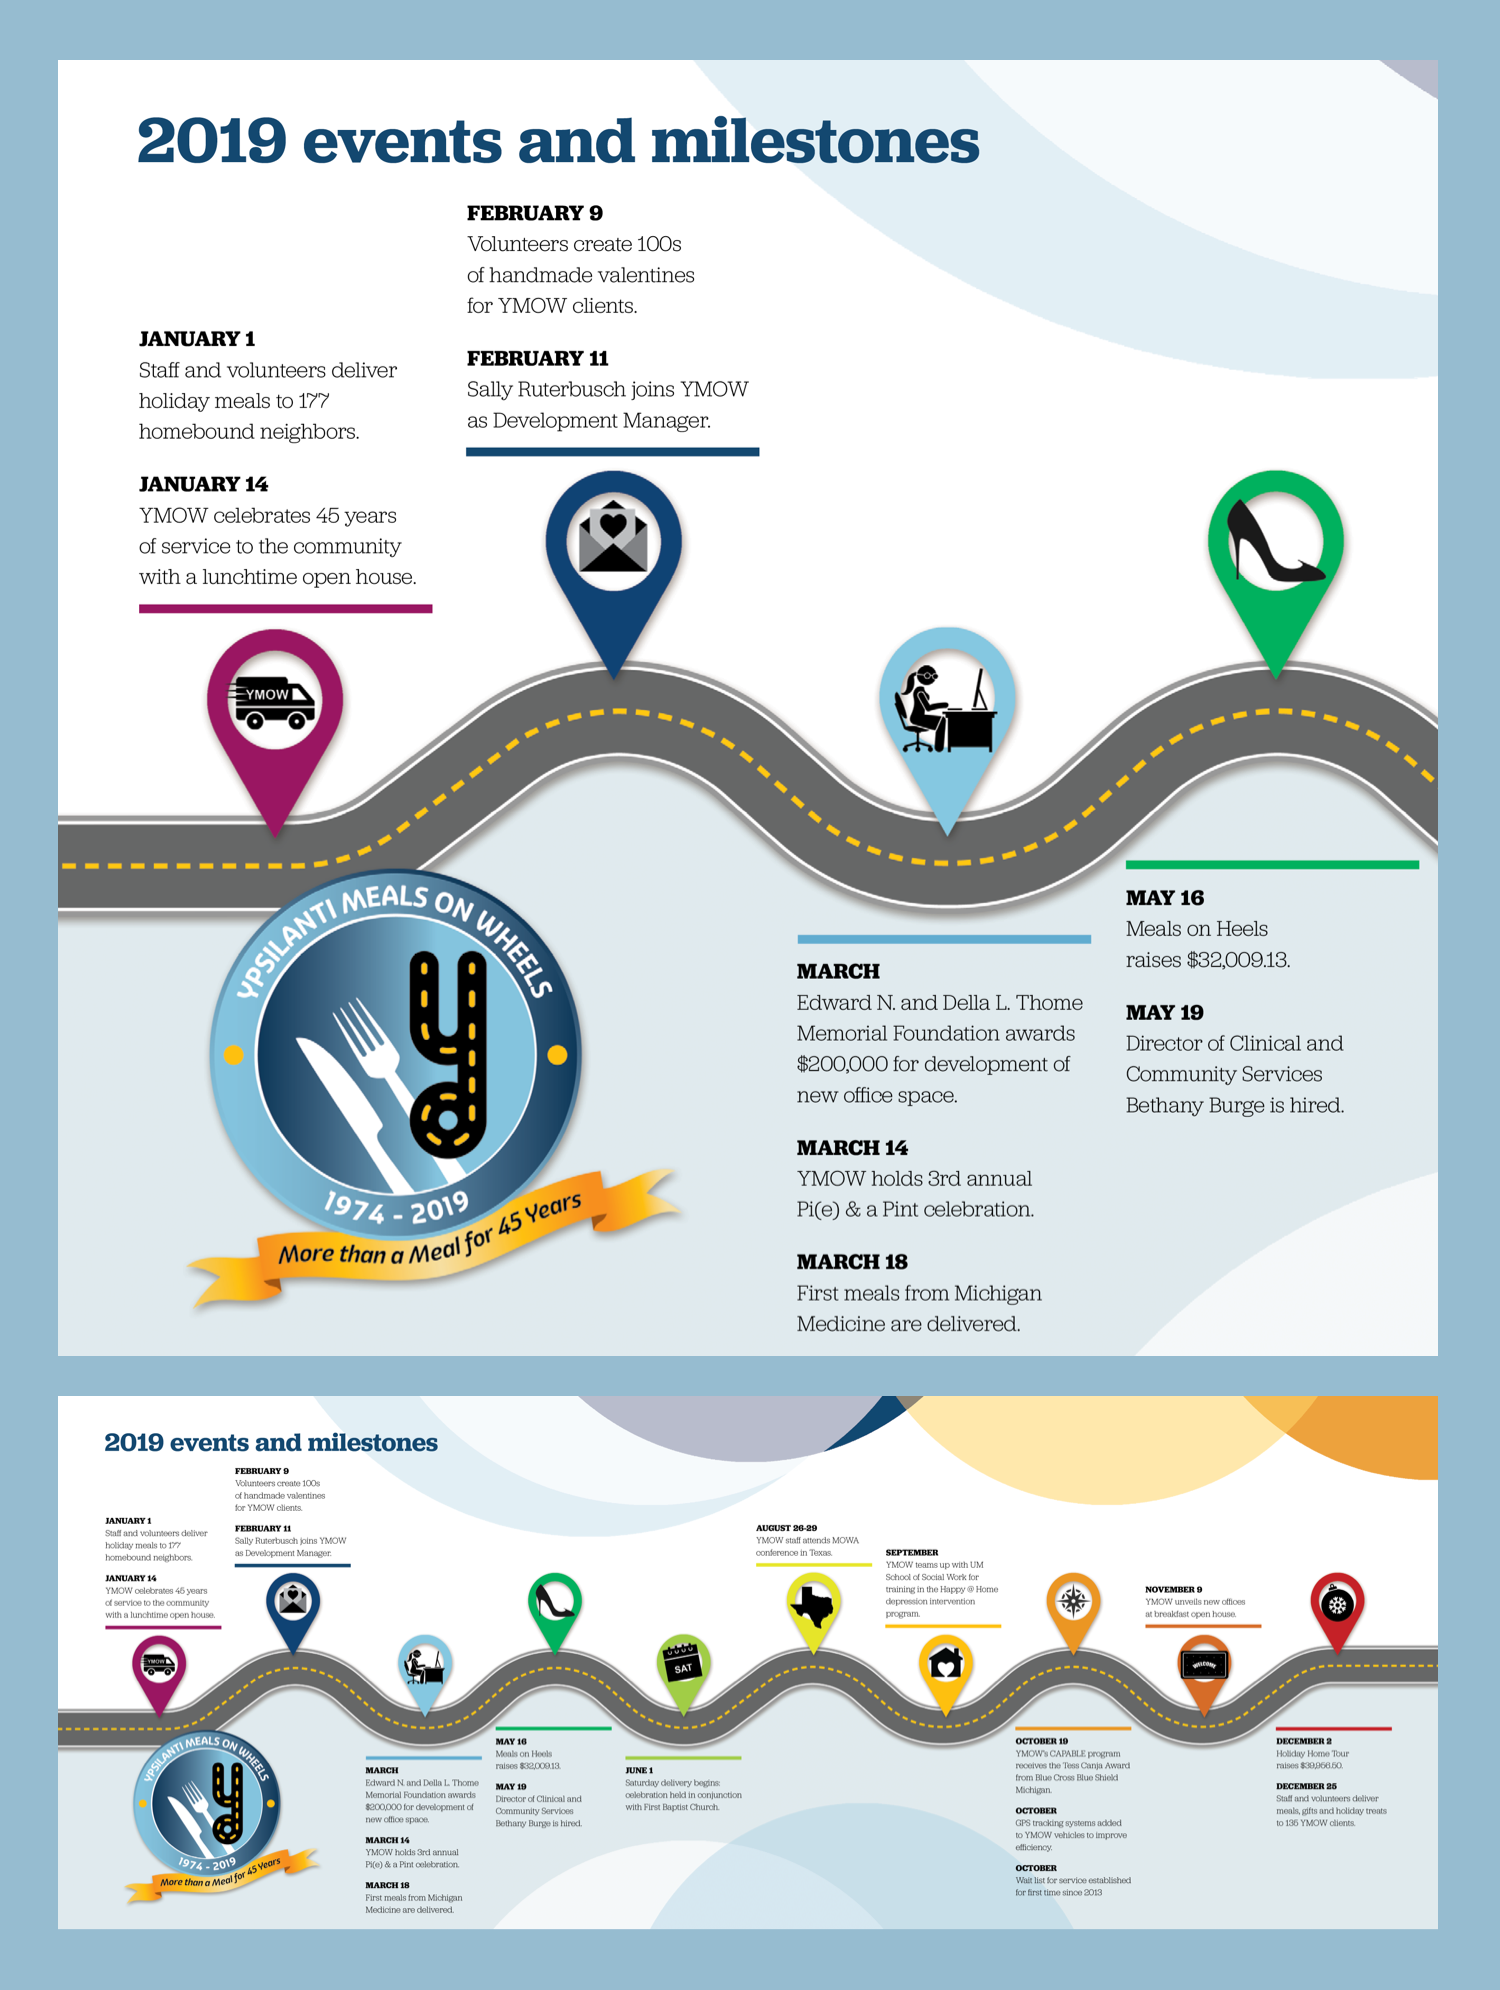 2019 events and milestones
JANUARY 1
Staff and volunteers deliver
holiday meals to 177
homebound neighbors.
JANUARY 14
YMOW celebrates 45 years
of service to the community
with a lunchtime open house.
FEBRUARY 9
Volunteers create 100s
of handmade valentines
for YMOW clients.
FEBRUARY 11
Sally Ruterbusch joins YMOW
as Development Manager.
YMOW
YPSILANTI MEALS ON WHEELS
y
1974 - 2019
More than a Meal for 45 Years
MARCH
Edward N. and Della L. Thome
Memorial Foundation awards
$200,000 for development of
new office space.
MARCH 14
YMOW holds 3rd annual
Pi(e) & a Pint celebration.
MARCH 18
First meals from Michigan
Medicine are delivered.
MAY 16
Meals on Heels
raises $32,009.13.
MAY 19
Director of Clinical and
Community Services
Bethany Burge is hired.
2019 events and milestones
JANUARY 1
Staff and volunteers deliver
holiday meals to 177
homebound neighbors.
JANUARY 14
YMOW celebrates 45 years
of service to the community
with a lunchtime open house.
FEBRUARY 9
Volunteers create 100s
of handmade valentines
for YMOW clients.
FEBRUARY 11
Sally Ruterbusch joins YMOW
as Development Manager.
YMOW
YPSILANTI MEALS ON WHEELS
y
1974 - 2019
More than a Meal for 45 Years
MARCH
Edward N. and Della L. Thome
Memorial Foundation awards
$200,000 for development of
new office space.
MARCH 14
YMOW holds 3rd annual
Pi(e) & a Pint celebration.
MARCH 18
First meals from Michigan
Medicine are delivered.
MAY 16
Meals on Heels
raises $32,009.13.
MAY 19
Director of Clinical and
Community Services
Bethany Burge is hired.
SAT
JUNE 1
Saturday delivery begins:
celebration held in conjunction
with First Baptist Church.
AUGUST 26-29
YMOW staff attends MOWA
conference in Texas.
SEPTEMBER
YMOW teams up with UM
School of Social Work for
training in the Happy @ Home
depression intervention
program.
OCTOBER 19
YMOW's CAPABLE program
receives the Tess Canja Award
from Blue Cross Blue Shield
Michigan.
OCTOBER
GPS tracking systems added
to YMOW vehicles to improve
efficiency.
OCTOBER
Wait list for service established
for first time since 2013
NOVEMBER 9
YMOW unveils new offices
at breakfast open house.
WELCOME
DECEMBER 2
Holiday Home Tour
raises $39,966.50.
DECEMBER 25
Staff and volunteers deliver
meals, gifts and holiday treats
to 135 YMOW clients.